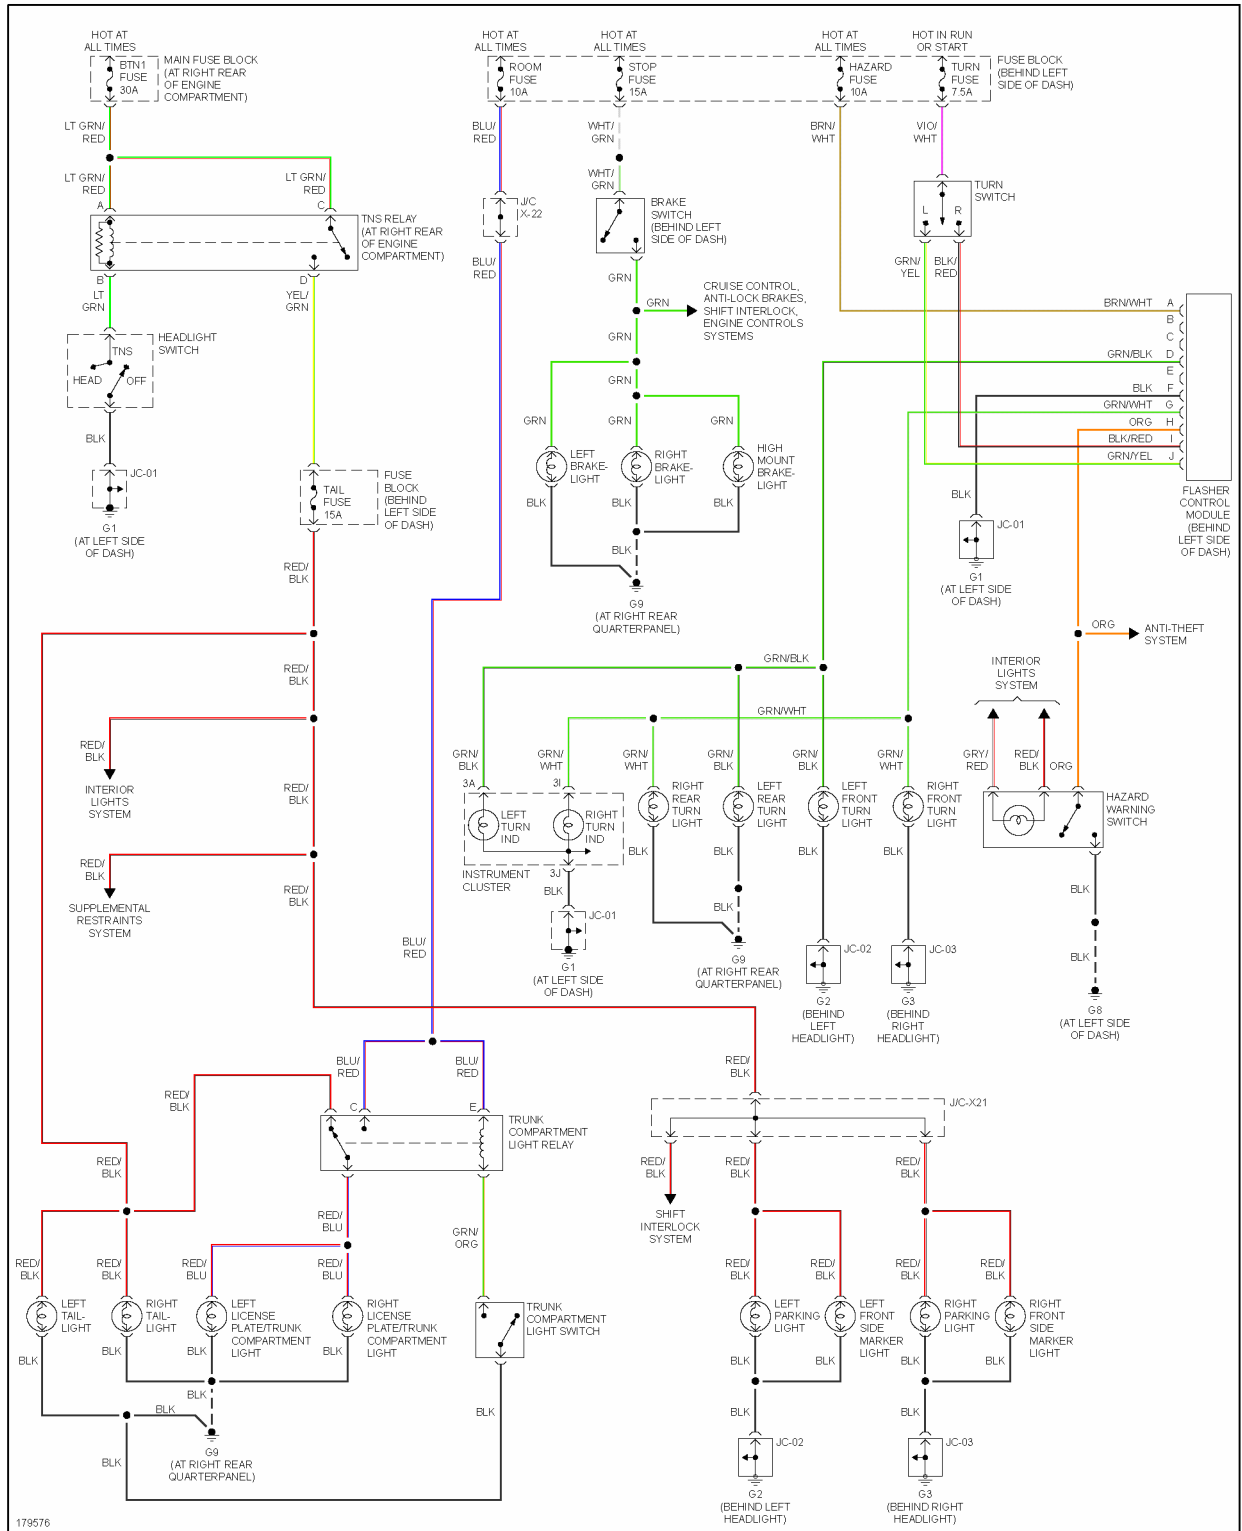 HOT AT
ALL TIMES
BTN1
FUSE
30A
MAIN FUSE BLOCK
(AT RIGHT REAR
OF ENGINE
COMPARTMENT)
HOT AT
ALL TIMES
ROOM
FUSE
10A
HOT AT
ALL TIMES
STOP
FUSE
15A
HOT AT
ALL TIMES
HAZARD
FUSE
10A
HOT IN RUN
OR START
TURN
FUSE
7.5A
FUSE BLOCK
(BEHIND LEFT
SIDE OF DASH)
LT GRN/
RED
BLU/
RED
WHT/
GRN
BRN/
WHT
VIO/
WHT
LT GRN/
RED
LT GRN/
RED
WHT/
GRN
A
C
TNS RELAY
(AT RIGHT REAR
OF ENGINE
COMPARTMENT)
J/C
X-22
BRAKE
SWITCH
(BEHIND LEFT
SIDE OF DASH)
L
R
TURN
SWITCH
B
D
LT
GRN
YEL/
GRN
BLU/
RED
GRN
GRN/
YEL
BLK/
RED
GRN
CRUISE CONTROL,
ANTI-LOCK BRAKES,
SHIFT INTERLOCK,
ENGINE CONTROLS
SYSTEMS
GRN
GRN
BRN/WHT A
B
C
GRN/BLK D
E
BLK F
GRN/WHT G
ORG H
BLK/RED I
GRN/YEL J
FLASHER
CONTROL
MODULE
(BEHIND
LEFT SIDE
OF DASH)
TNS
HEAD
OFF
HEADLIGHT
SWITCH
BLK
JC-01
G1
(AT LEFT SIDE
OF DASH)
TAIL
FUSE
15A
FUSE
BLOCK
(BEHIND
LEFT SIDE
OF DASH)
GRN
GRN
GRN
LEFT
BRAKE-
LIGHT
RIGHT
BRAKE-
LIGHT
HIGH
MOUNT
BRAKE-
LIGHT
BLK
BLK
BLK
BLK
G9
(AT RIGHT REAR
QUARTERPANEL)
BLK
JC-01
G1
(AT LEFT SIDE
OF DASH)
RED/
BLK
RED/
BLK
ORG
ANTI-THEFT
SYSTEM
GRN/BLK
GRN/WHT
INTERIOR
LIGHTS
SYSTEM
RED/
BLK
INTERIOR
LIGHTS
SYSTEM
RED/
BLK
GRN/
BLK
GRN/
WHT
GRN/
WHT
GRN/
BLK
GRN/
BLK
GRN/
WHT
GRY/
RED
RED/
BLK
ORG
3A
3I
LEFT
TURN
IND
RIGHT
TURN
IND
3J
INSTRUMENT
CLUSTER
RIGHT
REAR
TURN
LIGHT
LEFT
REAR
TURN
LIGHT
LEFT
FRONT
TURN
LIGHT
RIGHT
FRONT
TURN
LIGHT
HAZARD
WARNING
SWITCH
RED/
BLK
SUPPLEMENTAL
RESTRAINTS
SYSTEM
RED/
BLK
BLK
BLK
BLK
BLK
BLK
BLK
BLK
BLK
JC-01
G1
(AT LEFT SIDE
OF DASH)
G9
(AT RIGHT REAR
QUARTERPANEL)
JC-02
G2
(BEHIND
LEFT
HEADLIGHT)
JC-03
G3
(BEHIND
RIGHT
HEADLIGHT)
BLK
G8
(AT LEFT SIDE
OF DASH)
BLU/
RED
BLU/
RED
BLU/
RED
RED/
BLK
RED/
BLK
C
E
TRUNK
COMPARTMENT
LIGHT RELAY
J/C-X21
RED/
BLK
RED/
BLK
RED/
BLK
RED/
BLK
SHIFT
INTERLOCK
SYSTEM
RED/
BLU
GRN/
ORG
RED/
BLK
RED/
BLK
RED/
BLU
RED/
BLU
RED/
BLK
RED/
BLK
RED/
BLK
RED/
BLK
LEFT
TAIL-
LIGHT
RIGHT
TAIL-
LIGHT
LEFT
LICENSE
PLATE/TRUNK
COMPARTMENT
LIGHT
RIGHT
LICENSE
PLATE/TRUNK
COMPARTMENT
LIGHT
TRUNK
COMPARTMENT
LIGHT SWITCH
LEFT
PARKING
LIGHT
LEFT
FRONT
SIDE
MARKER
LIGHT
RIGHT
PARKING
LIGHT
RIGHT
FRONT
SIDE
MARKER
LIGHT
BLK
BLK
BLK
BLK
BLK
BLK
BLK
BLK
BLK
BLK
BLK
BLK
BLK
G9
(AT RIGHT REAR
QUARTERPANEL)
BLK
JC-02
G2
(BEHIND LEFT
HEADLIGHT)
JC-03
G3
(BEHIND RIGHT
HEADLIGHT)
179576